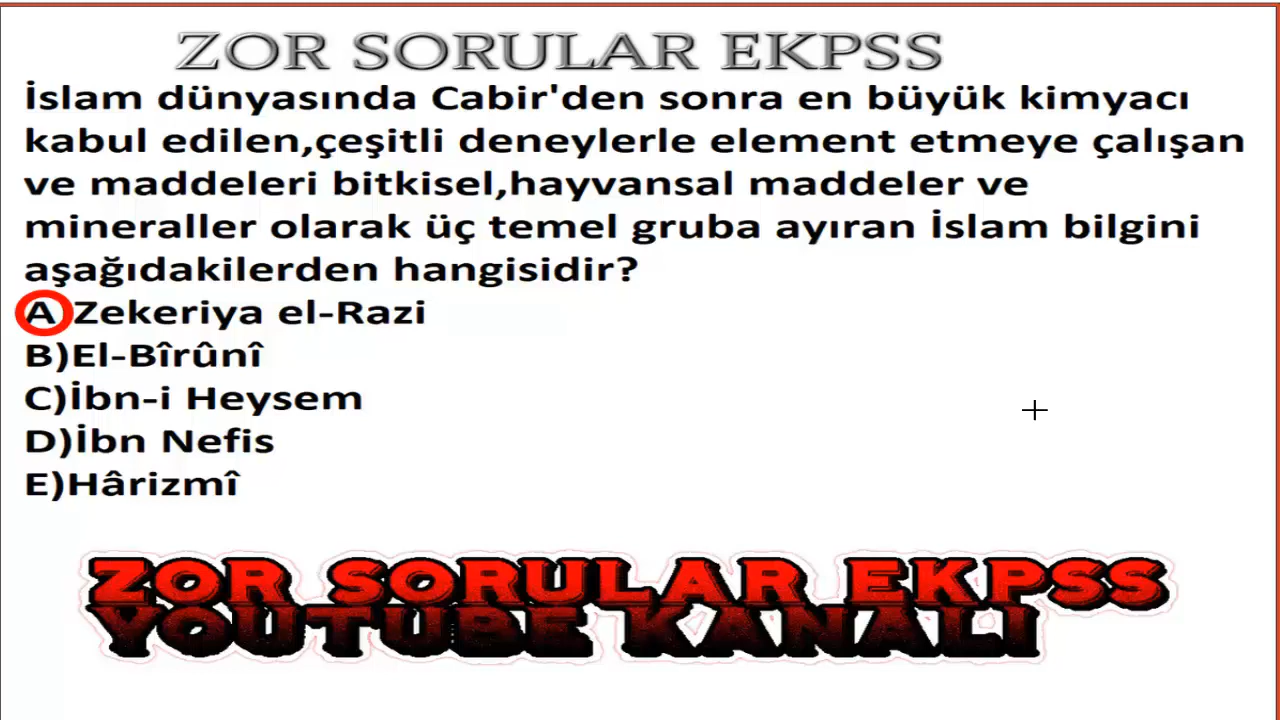 ZOR SORULAR EKPSS
İslam dünyasında Cabir'den sonra en büyük kimyacı
kabul edilen,çeşitli deneylerle element etmeye çalışan
ve maddeleri bitkisel,hayvansal maddeler ve
mineraller olarak üç temel gruba ayıran İslam bilgini
aşağıdakilerden hangisidir?
A Zekeriya el-Razi
B)El-Bîrûnî
C)İbn-i Heysem
D)İbn Nefis
E)Hârizmî
ZOR SORULAR EKPSS
YOUTUBE KANALI